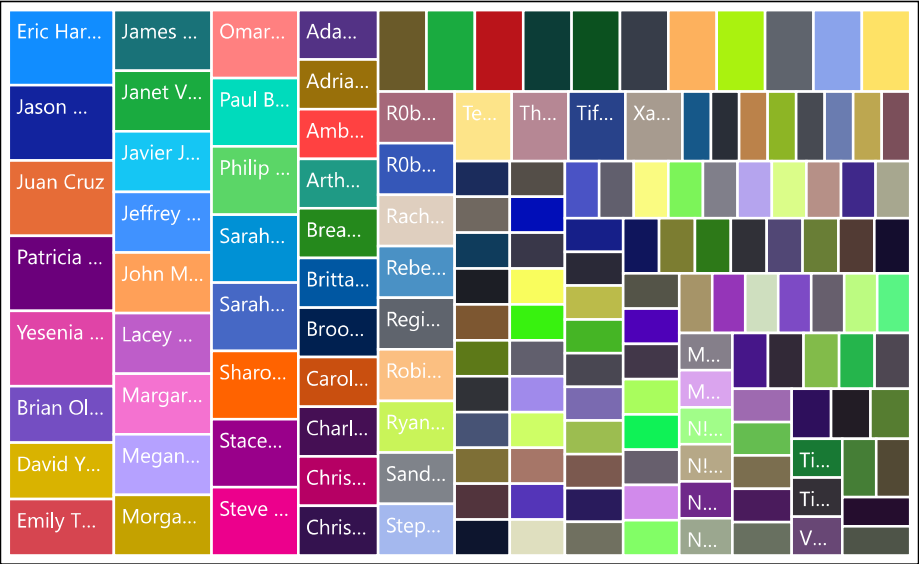 Eric Har...
Jason ...
Juan Cruz
Patricia ...
Yesenia ...
Brian Ol...
David Y...
Emily T...
James ...
Janet V...
Javier J...
Jeffrey ...
John M...
Lacey ...
Margar...
Megan...
Morga...
Omar...
Paul B...
Philip ...
Sarah...
Sarah...
Sharo...
Stace...
Steve ...
Ada...
Adria...
Amb...
Arth...
Brea...
Britta...
Broo...
Carol...
Charl...
Chris...
Chris...
R0b...
R0b...
Rach...
Rebe...
Regi...
Robi...
Ryan...
Sand...
Step...
Te...
Th...
Tif...
Xa...
M...
M...
N!...
N!...
N...
N...
Ti...
Ti...
V...